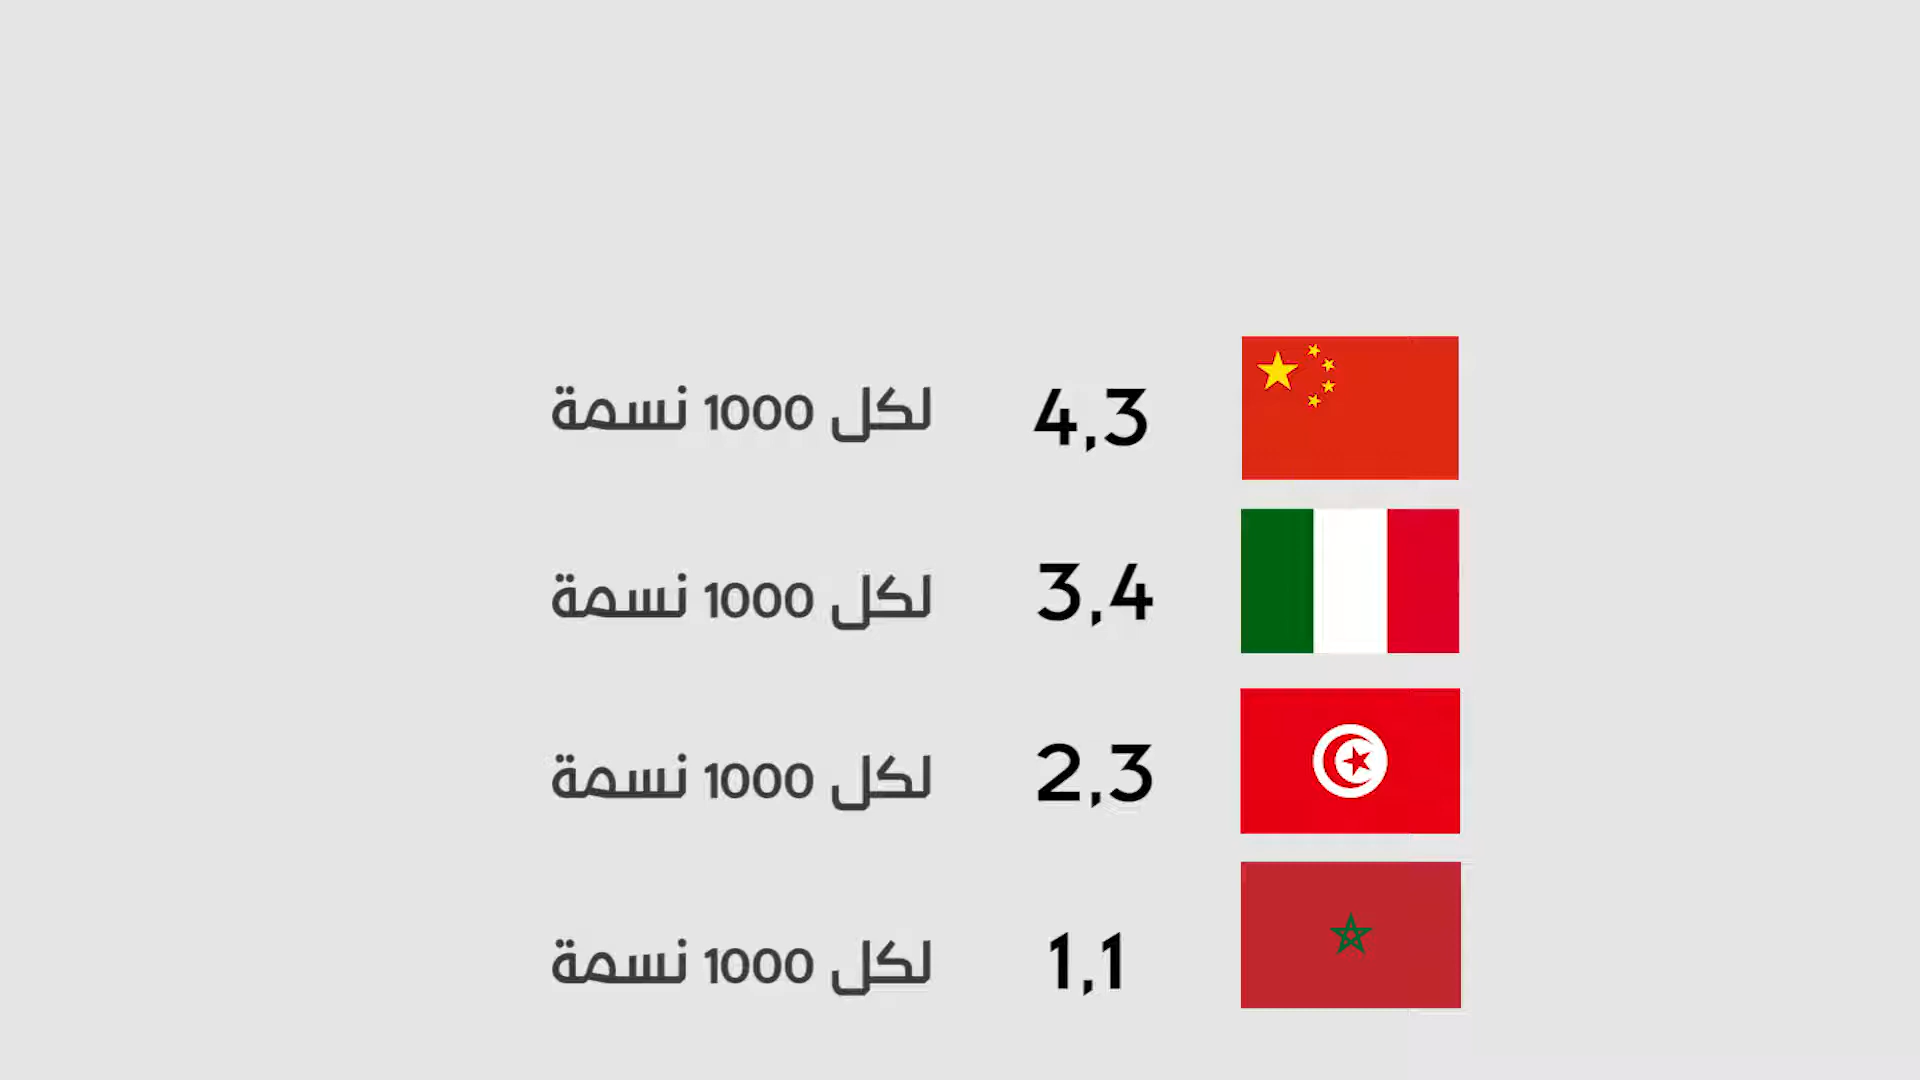 4,3 لكل 1000 نسمة
3,4 لكل 1000 نسمة
2,3 لكل 1000 نسمة
1,1 لكل 1000 نسمة